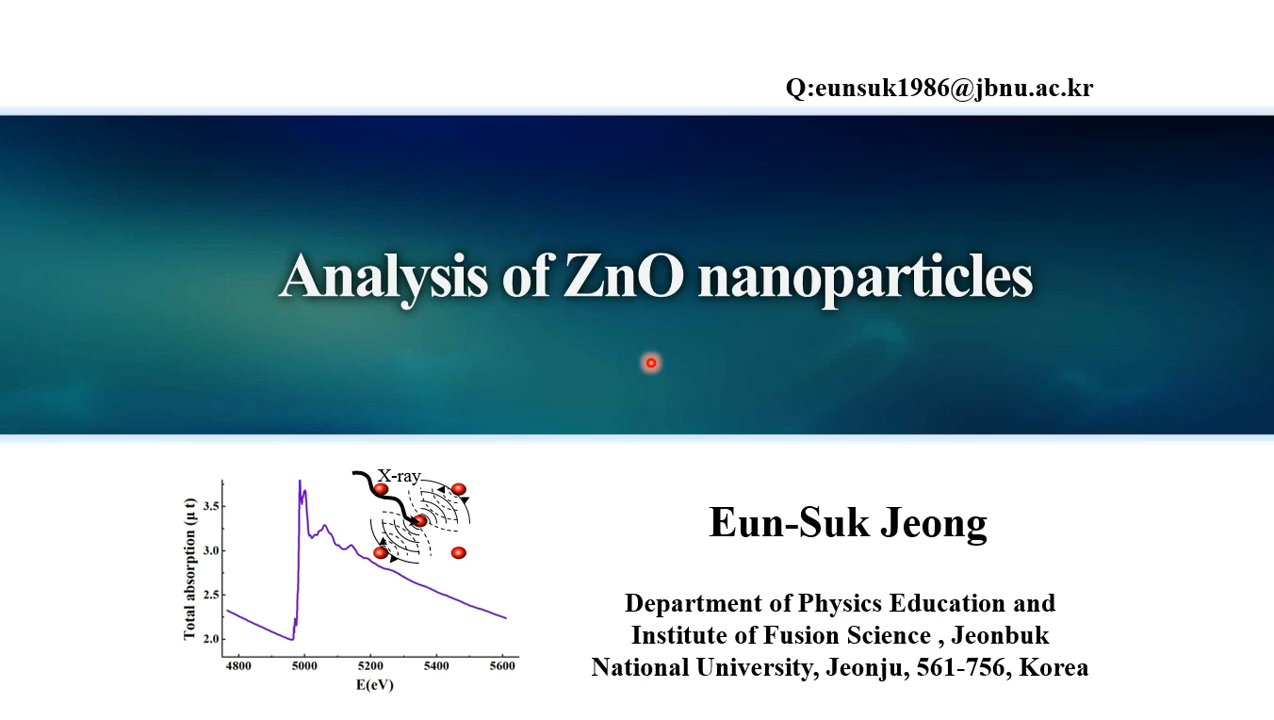 Q:eunsuk1986@jbnu.ac.kr
Analysis of ZnO nanoparticles
X-ray
Total absorption (μ t)
3.5
3.0
2.5
2.0
4800 5000 5200 5400 5600
E(eV)
Eun-Suk Jeong
Department of Physics Education and
Institute of Fusion Science , Jeonbuk
National University, Jeonju, 561-756, Korea